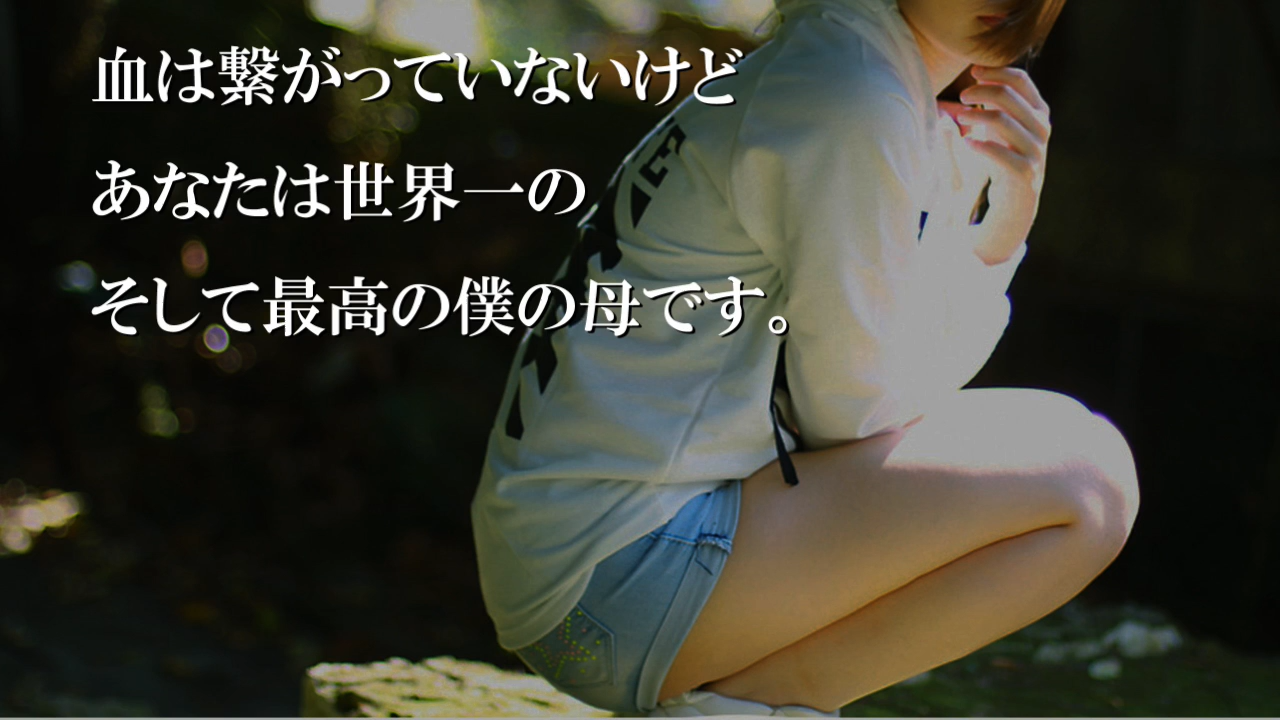 血は繋がっていないけど
あなたは世界一の
そして最高の僕の母です。